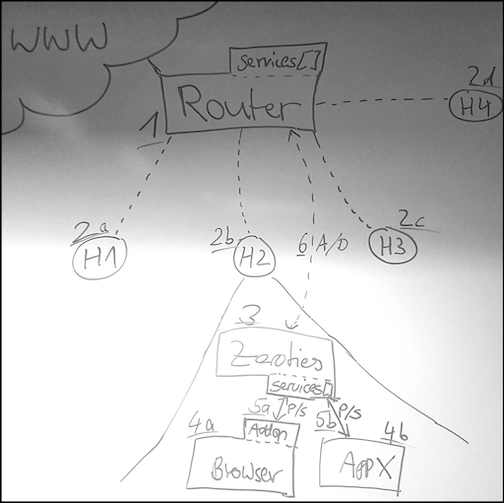 WWW
services[]
Router
1
2d
H4
2a
H1
2b
H2
6 A/D
2c
H3
3
Zeroties
services[]
5a P/S
5b P/S
4a
Addon
Browser
4b
App X